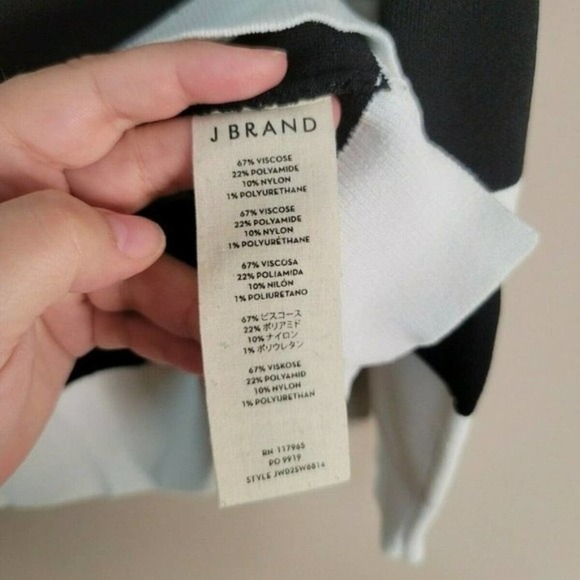 J BRAND
67% VISCOSE
22% POLYAMIDE
10% NYLON
1% POLYURETHANE
67% VISCOSE
22% POLYAMIDE
10% NYLON
1% POLYURÉTHANE
67% VISCOSA
22% POLIAMIDA
10% NILÓN
1% POLIURETANO
67% ビスコース
22% ポリアミド
10% ナイロン
1% ポリウレタン
67% VISKOSE
22% POLYAMID
10% NYLON
1% POLYURETHAN
RN 117965
PO 9919
STYLE JW02SW8814